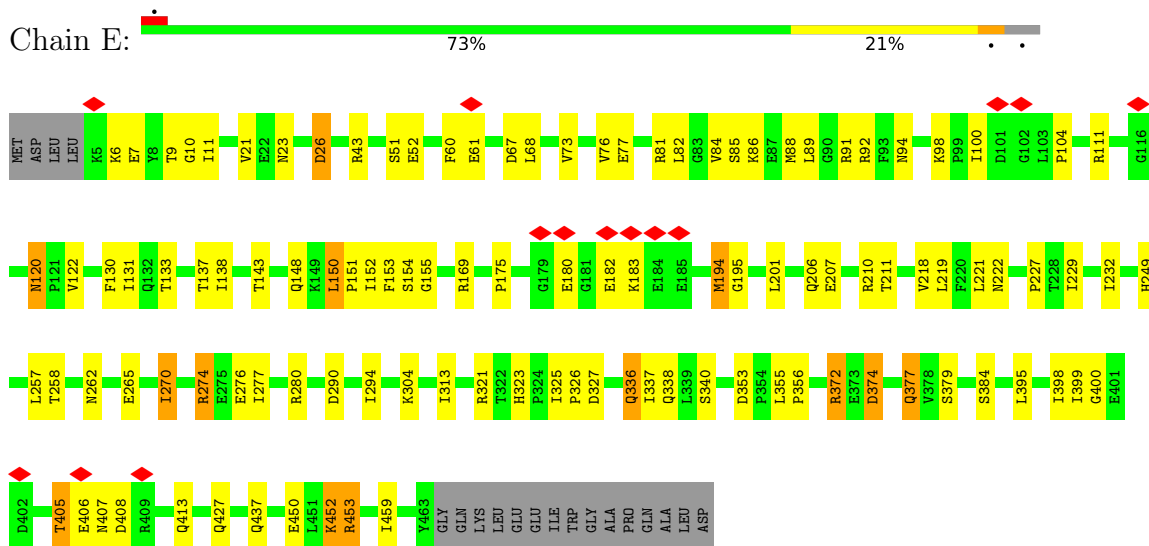 Chain E:
73% 21%
MET ASP LEU LEU K5 K6 E7 Y8 T9 G10 I11 V21 E22 N23 D26 R43 S51 E52 F60 E61 D67 L68 V73 V76 E77 R81 L82 G83 V84 S85 K86 E87 M88 L89 G90 R91 R92 F93 N94 K98 P99 I100 D101 G102 L103 P104 R111 G116
N120 P121 V122 F130 I131 Q132 T133 T137 I138 T143 Q148 K149 L150 P151 I152 F153 S154 G155 R169 P175 G179 E180 G181 E182 K183 E184 E185 M194 G195 L201 Q206 E207 R210 T211 V218 L219 F220 L221 N222 P227 T228 I229 I232 H249
L257 T258 N262 E265 I270 R274 E275 E276 I277 R280 D290 I294 K304 I313 R321 T322 H323 P324 I325 P326 D327 Q336 I337 Q338 L339 S340 D353 P354 L355 P356 R372 E373 D374 Q377 V378 S379 S384 L395 I398 I399 G400 E401
D402 T405 E406 N407 D408 R409 Q413 Q427 Q437 E450 L451 K452 R453 I459 Y463 GLY GLN LYS LEU GLU GLU ILE TRP GLY ALA PRO GLN ALA LEU ASP